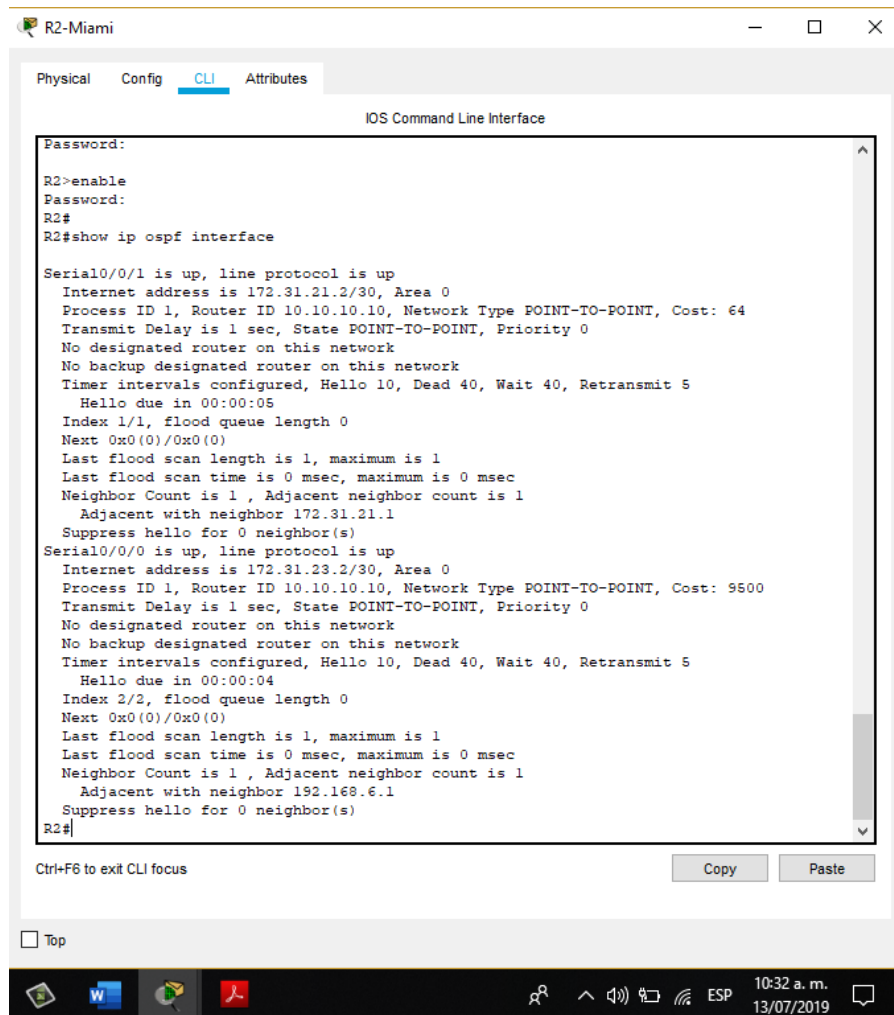 R2-Miami
Physical Config CLI Attributes
IOS Command Line Interface
Password:
R2>enable
Password:
R2#
R2#show ip ospf interface
Serial0/0/1 is up, line protocol is up
Internet address is 172.31.21.2/30, Area 0
Process ID 1, Router ID 10.10.10.10, Network Type POINT-TO-POINT, Cost: 64
Transmit Delay is 1 sec, State POINT-TO-POINT, Priority 0
No designated router on this network
No backup designated router on this network
Timer intervals configured, Hello 10, Dead 40, Wait 40, Retransmit 5
Hello due in 00:00:05
Index 1/1, flood queue length 0
Next 0x0(0)/0x0(0)
Last flood scan length is 1, maximum is 1
Last flood scan time is 0 msec, maximum is 0 msec
Neighbor Count is 1 , Adjacent neighbor count is 1
Adjacent with neighbor 172.31.21.1
Suppress hello for 0 neighbor(s)
Serial0/0/0 is up, line protocol is up
Internet address is 172.31.23.2/30, Area 0
Process ID 1, Router ID 10.10.10.10, Network Type POINT-TO-POINT, Cost: 9500
Transmit Delay is 1 sec, State POINT-TO-POINT, Priority 0
No designated router on this network
No backup designated router on this network
Timer intervals configured, Hello 10, Dead 40, Wait 40, Retransmit 5
Hello due in 00:00:04
Index 2/2, flood queue length 0
Next 0x0(0)/0x0(0)
Last flood scan length is 1, maximum is 1
Last flood scan time is 0 msec, maximum is 0 msec
Neighbor Count is 1 , Adjacent neighbor count is 1
Adjacent with neighbor 192.168.6.1
Suppress hello for 0 neighbor(s)
R2#
Ctrl+F6 to exit CLI focus
Copy Paste
Top
W
ESP
10:32 a. m.
13/07/2019